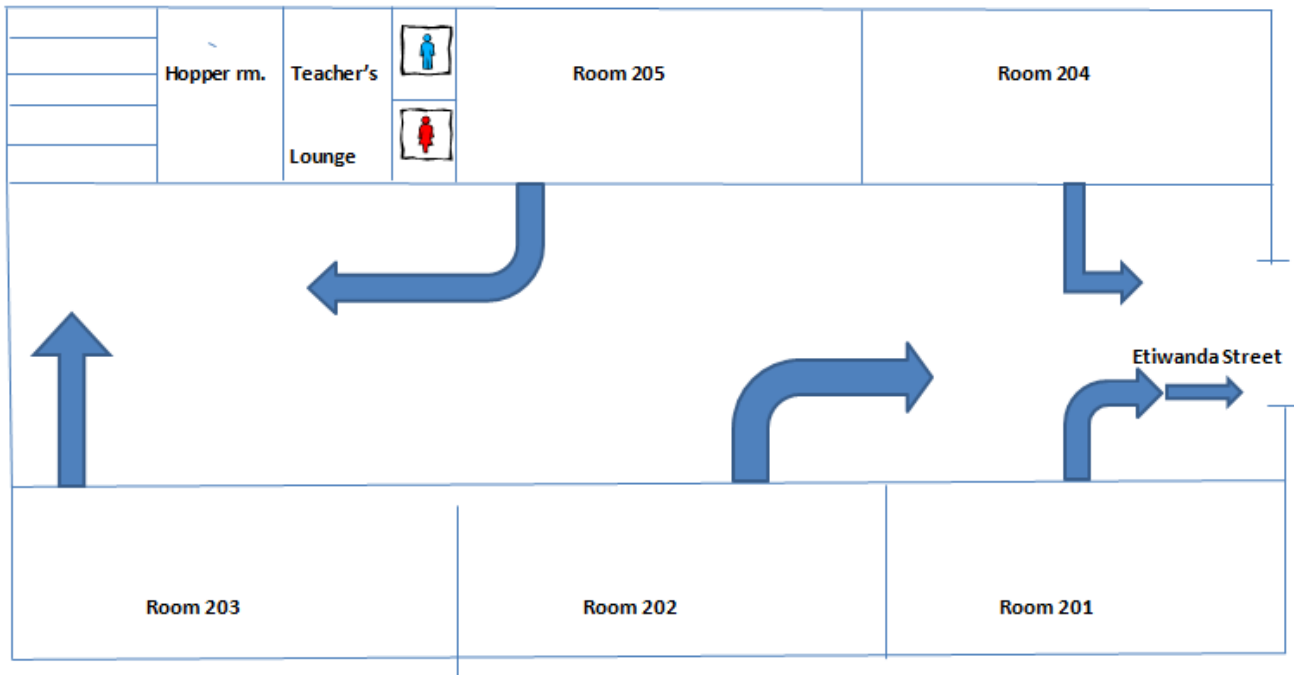 Hopper rm.
Teacher's
Lounge
Room 205
Room 204
Etiwanda Street
Room 203
Room 202
Room 201